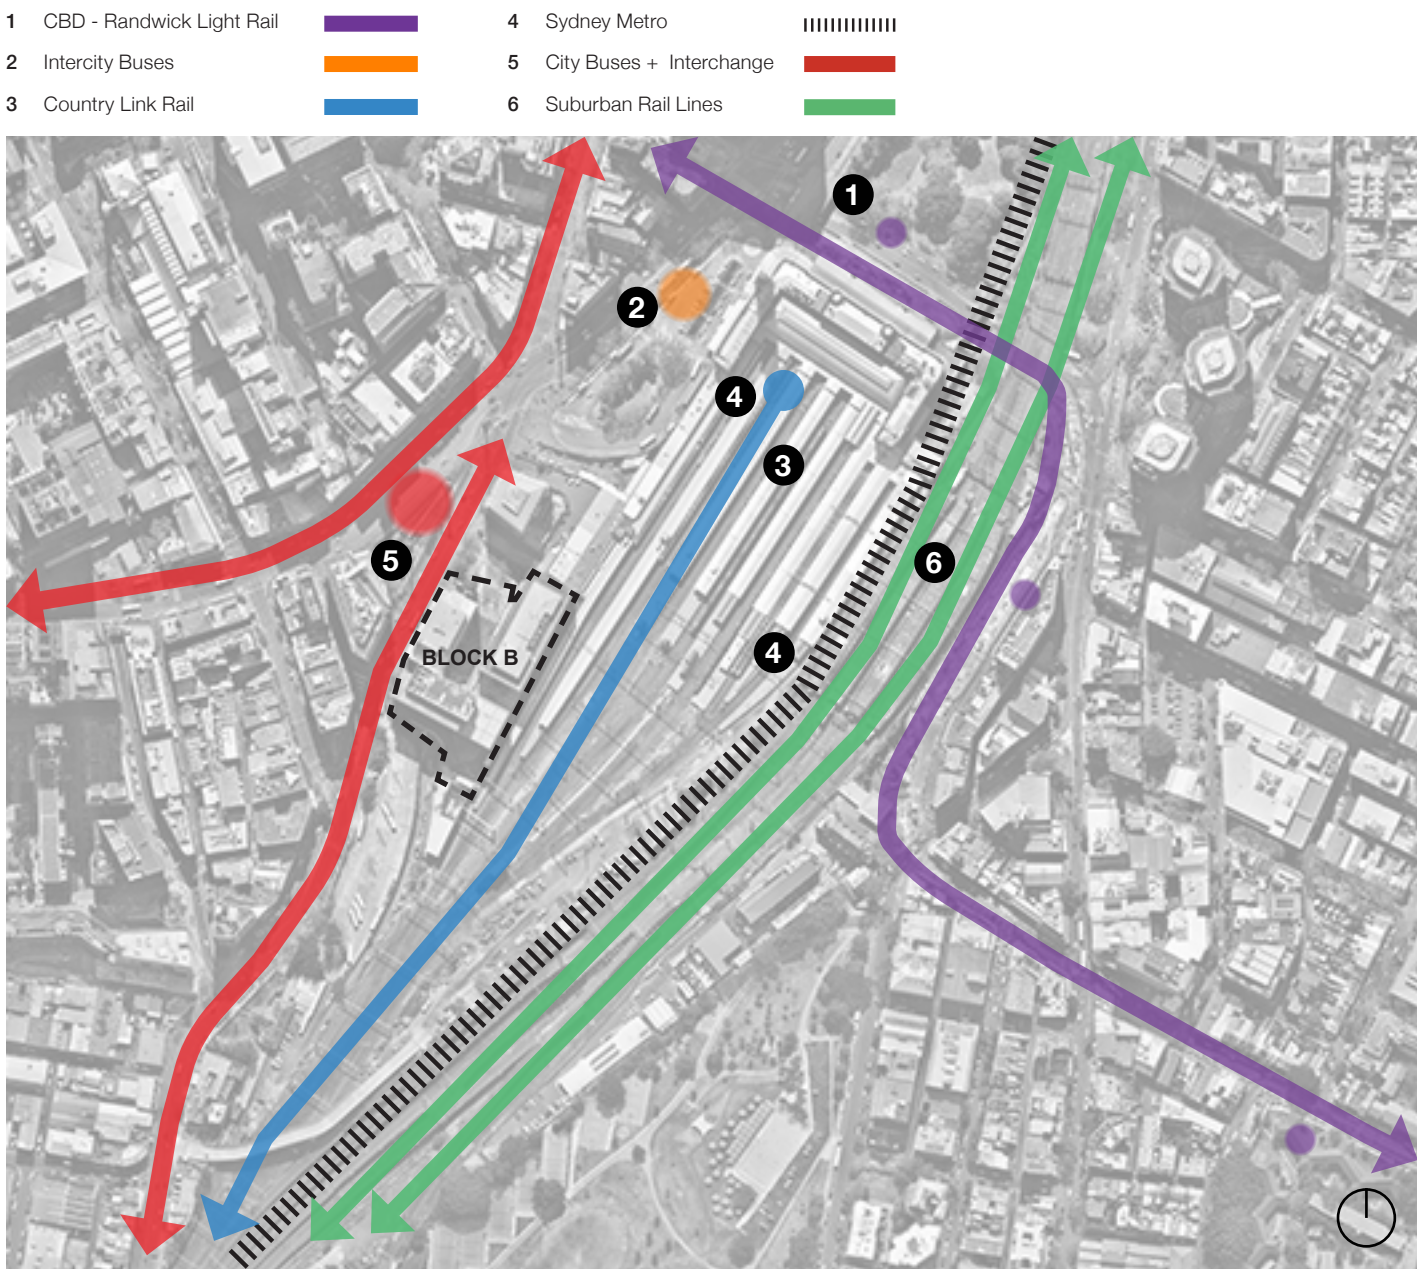 1 CBD - Randwick Light Rail
2 Intercity Buses
3 Country Link Rail
4 Sydney Metro
5 City Buses + Interchange
6 Suburban Rail Lines
1
2
4
3
5
6
4
BLOCK B